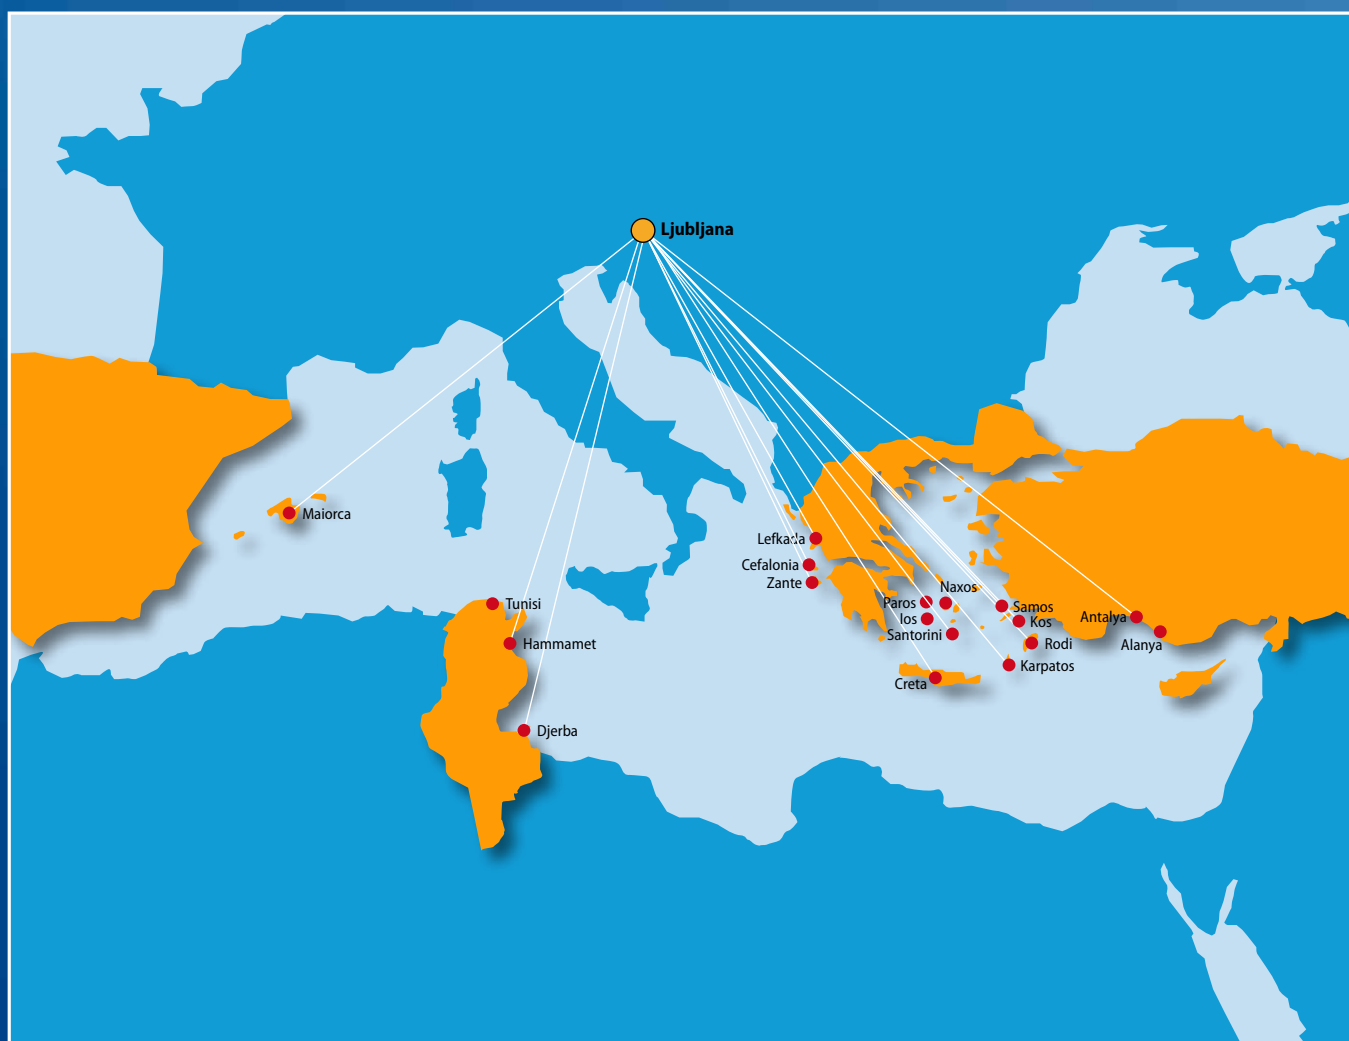 Ljubljana
Maiorca
Lefkada
Cefalonia
Zante
Naxos
Tunisi
Paros
Samos
Ios
Kos
Antalya
Santorini
Hammamet
Rodi
Alanya
Karpatos
Creta
Djerba